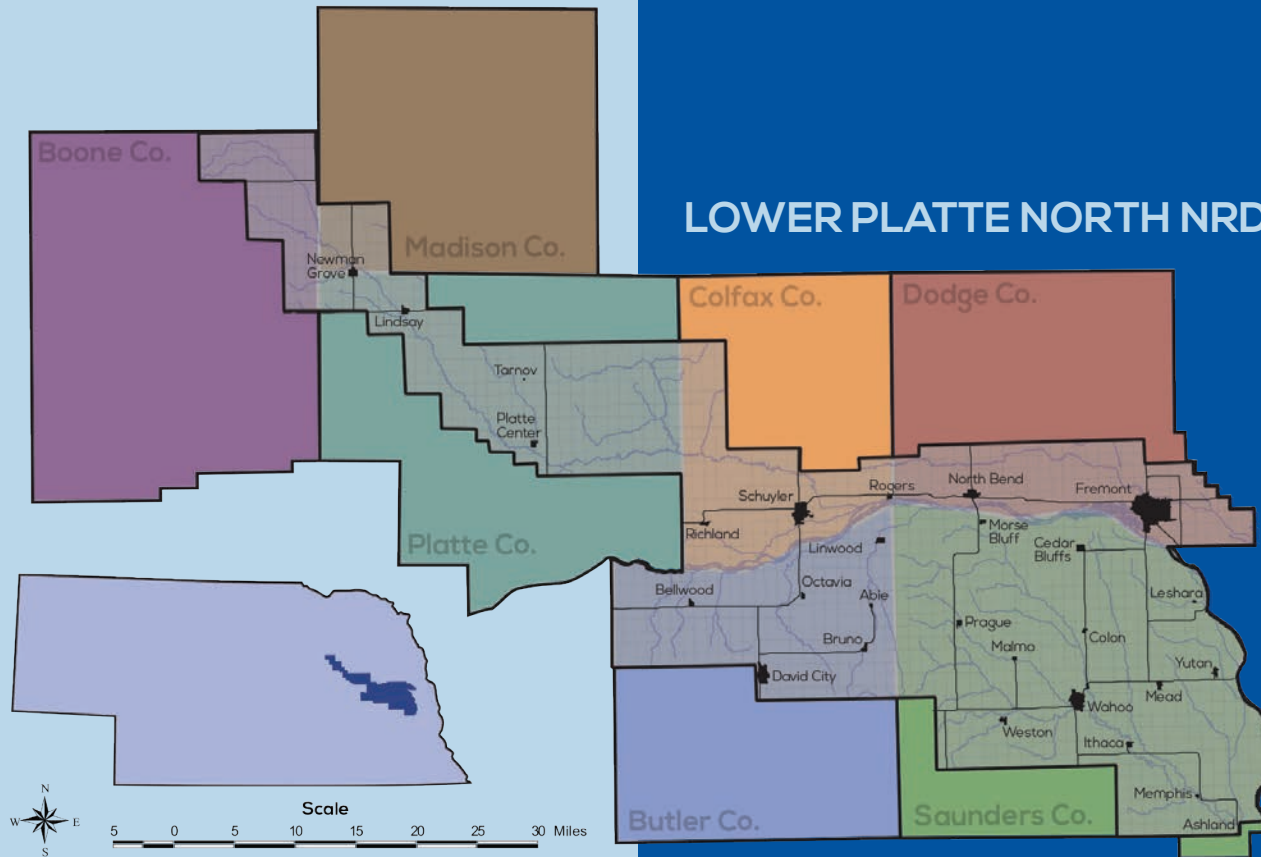 Boone Co.
LOWER PLATTE NORTH NRD
Madison Co.
Newman
Grove
Colfax Co.
Dodge Co.
Lindsay
Tarnov
Platte
Center
Schuyler
Rogers
North Bend
Fremont
Richland
Morse
Bluff
Linwood
Cedar
Bluffs
Platte Co.
Bellwood
Octavia
Abie
Leshara
Prague
Colon
Bruno
Malmo
Yutan
David City
Mead
Wahoo
Weston
Ithaca
Memphis
Ashland
Butler Co.
Saunders Co.
N
W
E
S
Scale
5 0 5 10 15 20 25 30 Miles